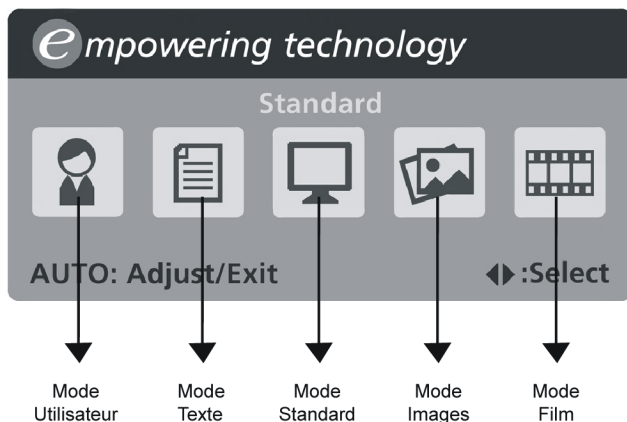 empowering technology
Standard
AUTO: Adjust/Exit
:Select
Mode Utilisateur
Mode Texte
Mode Standard
Mode Images
Mode Film